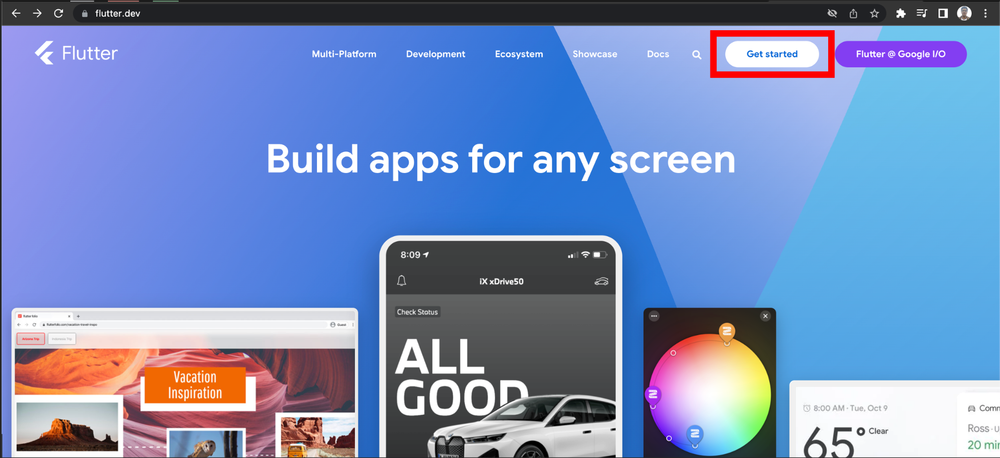 flutter.dev
Flutter
Multi-Platform
Development
Ecosystem
Showcase
Docs
Get started
Flutter @ Google I/O
Build apps for any screen
8:09
iX xDrive50
Check Status
ALL
GOOD
flutter folio
flutterfolio.com/vacation-travel-inspo
Guest
Arizona Trip
Indonesia Trip
Vacation
Inspiration
8:00 AM · Tue, Oct 9
65°
Clear
Ross
20